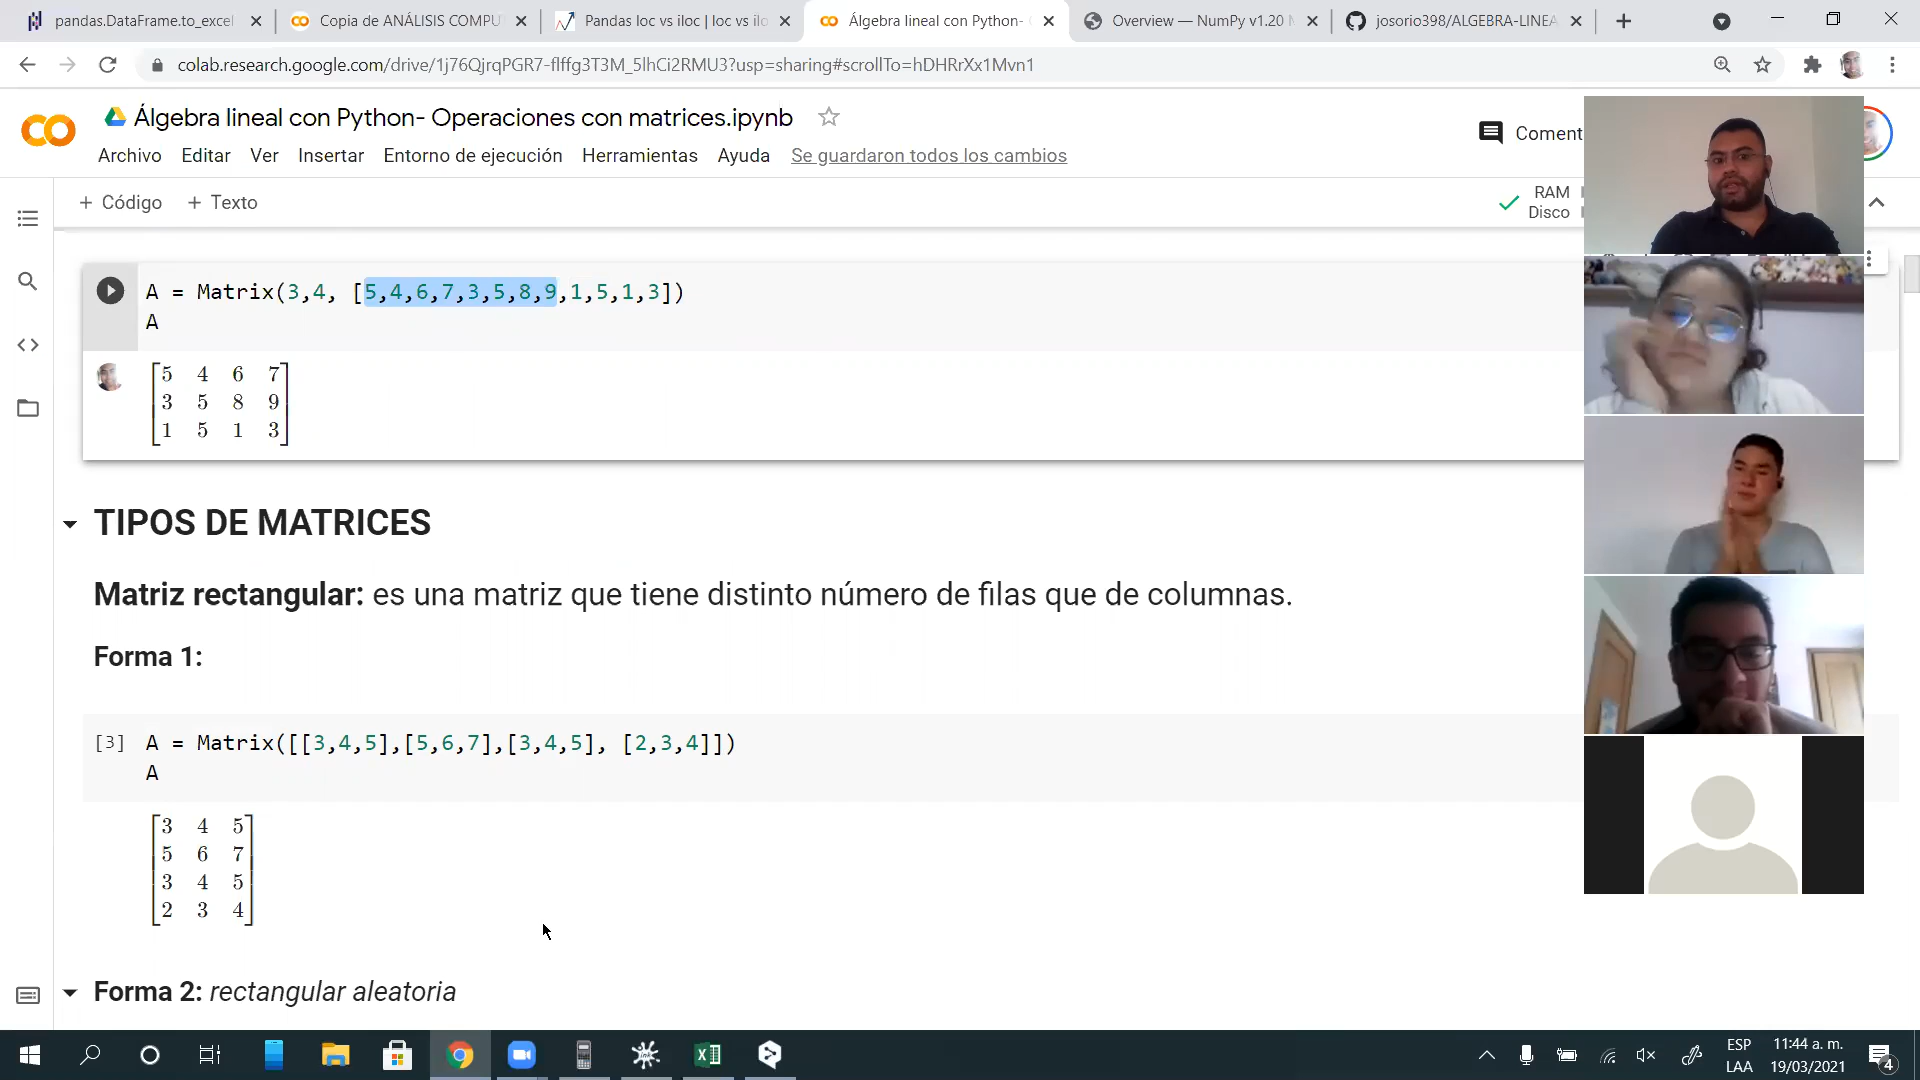 pandas.DataFrame.to_excel
Copia de ANÁLISIS COMPU
Pandas loc vs iloc | loc vs ilo
Álgebra lineal con Python-
Overview — NumPy v1.20
josorio398/ALGEBRA-LINEA
colab.research.google.com/drive/1j76QjrqPGR7-flffg3T3M_5lhCi2RMU3?usp=sharing#scrollTo=hDHRrXx1Mvn1
Álgebra lineal con Python- Operaciones con matrices.ipynb
Coment
Archivo Editar Ver Insertar Entorno de ejecución Herramientas Ayuda Se guardaron todos los cambios
+ Código + Texto
RAM
Disco
A = Matrix(3,4, [5,4,6,7,3,5,8,9,1,5,1,3])
A
5 4 6 7
3 5 8 9
1 5 1 3
TIPOS DE MATRICES
Matriz rectangular: es una matriz que tiene distinto número de filas que de columnas.
Forma 1:
[3] A = Matrix([[3,4,5],[5,6,7],[3,4,5], [2,3,4]])
A
3 4 5
5 6 7
3 4 5
2 3 4
Forma 2: rectangular aleatoria
ESP
LAA
11:44 a. m.
19/03/2021
4